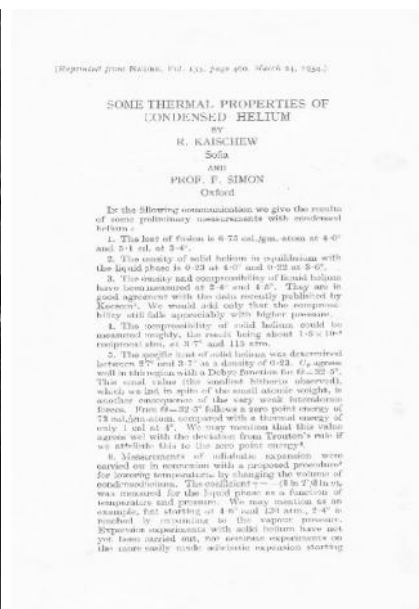 [Reprinted from NATURE, Vol. 133, page 460, March 24, 1934.]
SOME THERMAL PROPERTIES OF
CONDENSED HELIUM
BY
R. KAISCHEW
Sofia
AND
PROF. F. SIMON
Oxford
IN the following communication we give the results
of some preliminary measurements with condensed
helium :
1. The heat of fusion is 6·75 cal./gm. atom at 4·0°
and 5·1 cal. at 3·4°.
2. The density of solid helium in equilibrium with
the liquid phase is 0·23 at 4·0° and 0·22 at 3·6°.
3. The density and compressibility of liquid helium
have been measured at 2·4° and 4·5°. They are in
good agreement with the data recently published by
Keesom¹. We would add only that the compressi-
bility still falls appreciably with higher pressure.
4. The compressibility of solid helium could be
measured roughly, the result being about
reciprocal atm. at 3·7° and 115 atm.
5. The specific heat of solid helium was determined
between and 3·7° at a density of 0·23. agrees
well in this region with a Debye function for Θ = 32·5°.
This small value (the smallest hitherto observed),
which we find in spite of the small atomic weight, is
another consequence of the very weak interatomic
forces. From follows a zero point energy of
cal./gm.atom, compared with a thermal energy of
only 1 cal at 4°. We may mention that this value
agrees well with the deviation from Trouton's rule if
we attribute this to the zero point energy
6. Measurements of adiabatic expansion were
carried out in connexion with a proposed procedure
for lowering temperatures by changing the volume of
condensed helium. The coefficient
was measured for the liquid phase as a function of
temperature and pressure. We may mention as an
example, that starting at 4·6° and atm., 2·4° is
reached by expanding to the vapour pressure.
Expansion experiments with solid helium have not
yet been carried out, nor accurate experiments on
the more easily made adiabatic expansion starting